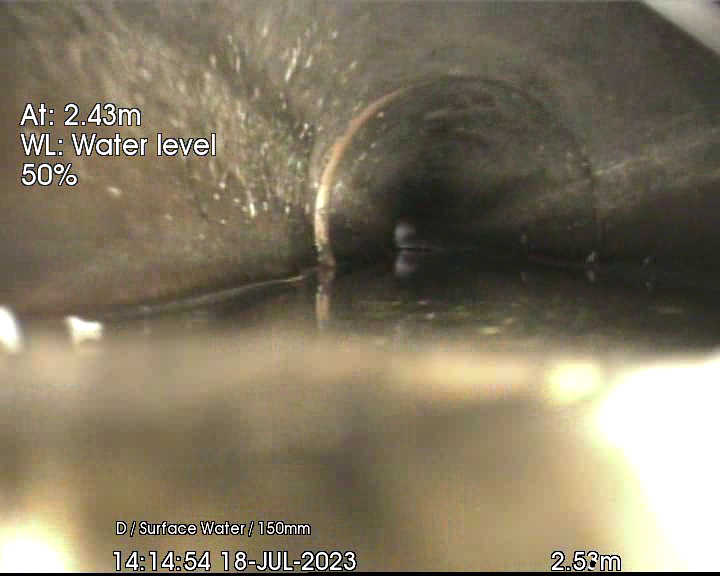 At: 2.43m
WL: Water level
50%
D / Surface Water / 150mm
14:14:54 18-JUL-2023
2.53m